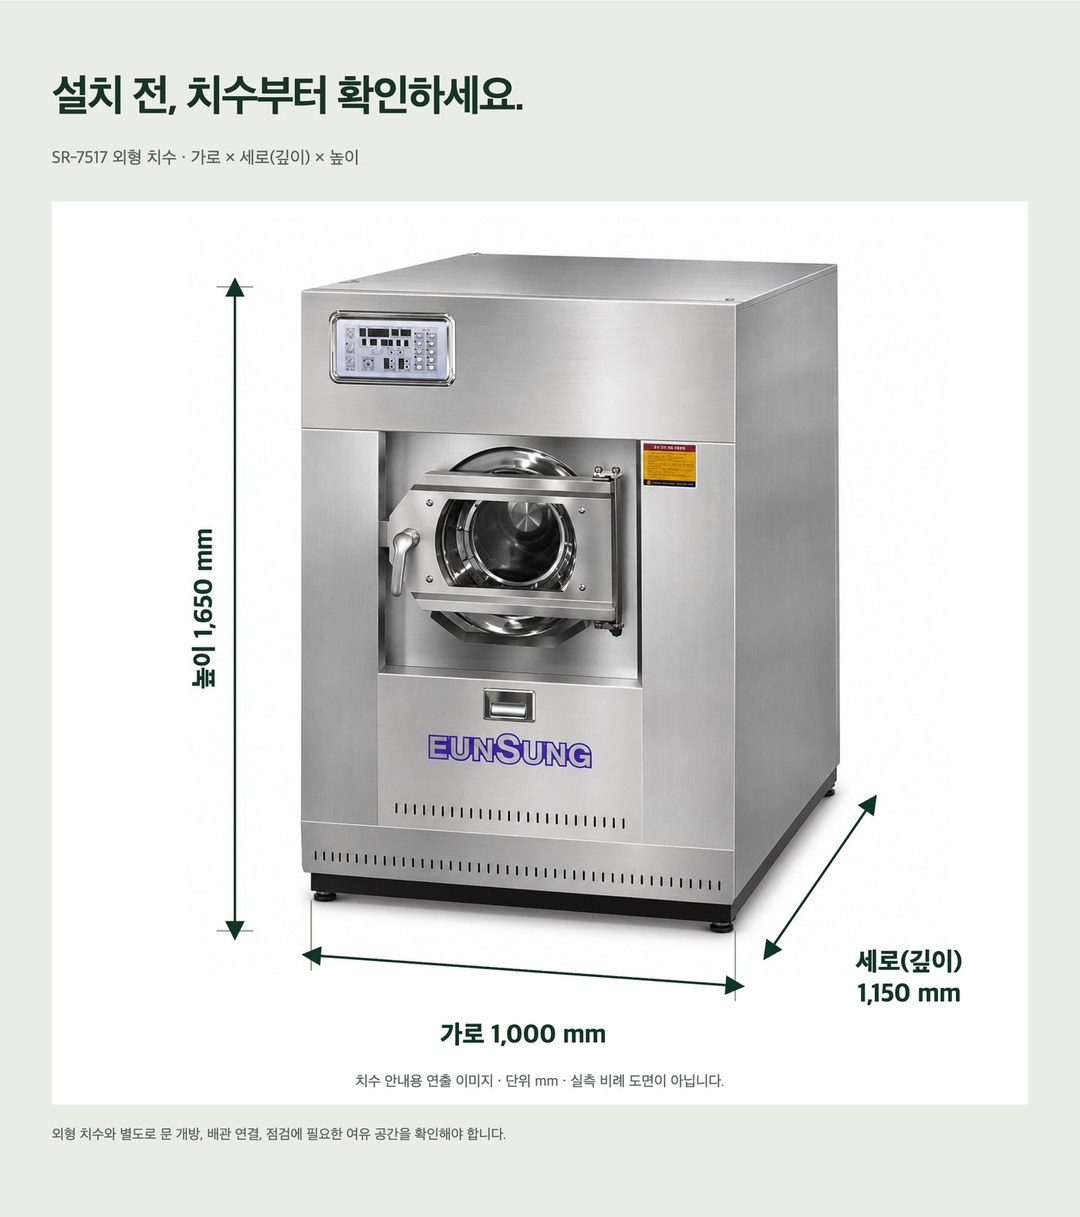 설치 전, 치수부터 확인하세요.
SR-7517 외형 치수 · 가로 × 세로(깊이) × 높이
높이 1,650 mm
EUNSUNG
세로(깊이)
1,150 mm
가로 1,000 mm
치수 안내용 연출 이미지 · 단위 mm · 실측 비례 도면이 아닙니다.
외형 치수와 별도로 문 개방, 배관 연결, 점검에 필요한 여유 공간을 확인해야 합니다.